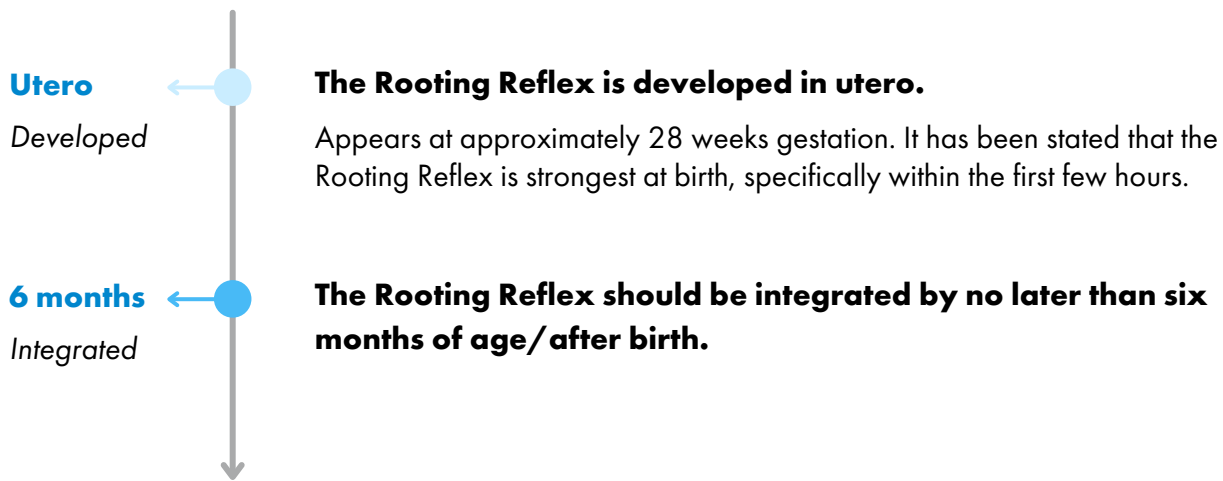 Utero
Developed
The Rooting Reflex is developed in utero.
Appears at approximately 28 weeks gestation. It has been stated that the
Rooting Reflex is strongest at birth, specifically within the first few hours.
6 months
Integrated
The Rooting Reflex should be integrated by no later than six
months of age/after birth.